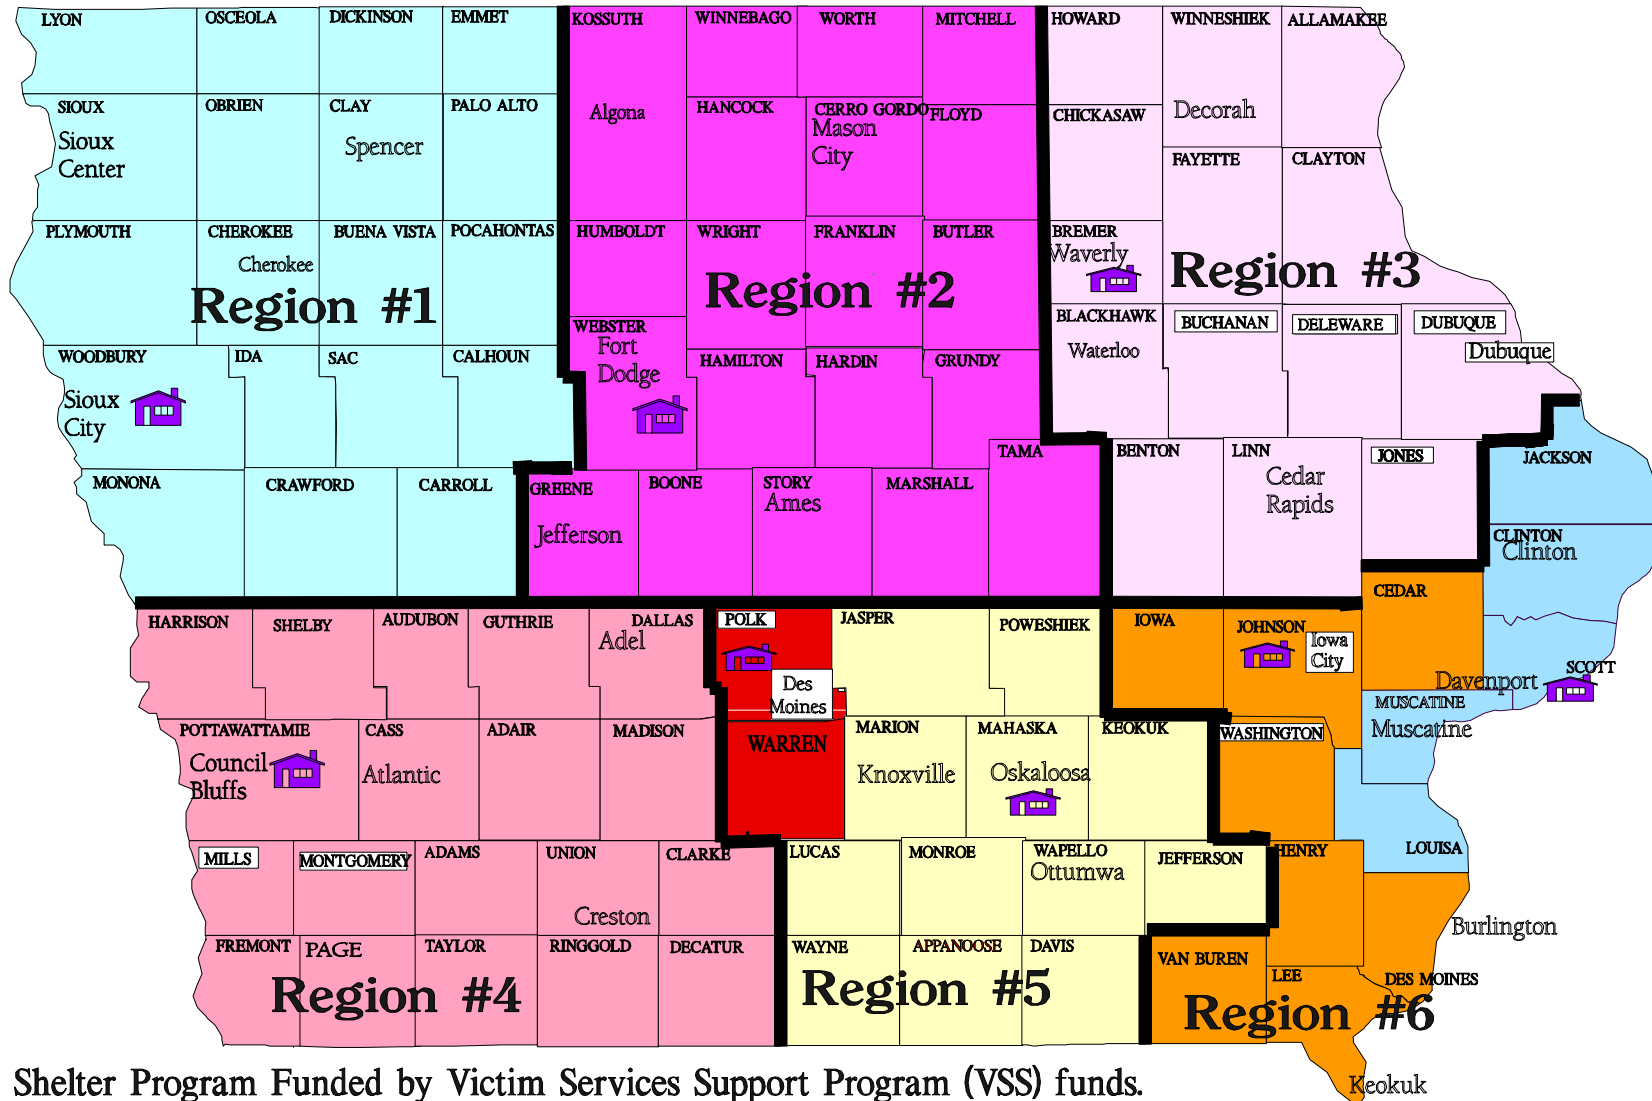 LYON
OSCEOLA
DICKINSON
EMMET
KOSSUTH
WINNEBAGO
WORTH
MITCHELL
HOWARD
WINNESHIEK
ALLAMAKEE
SIOUX
Sioux
Center
OBRIEN
CLAY
Spencer
PALO ALTO
Algona
HANCOCK
CERRO GORDO
Mason
City
FLOYD
CHICKASAW
Decorah
FAYETTE
CLAYTON
PLYMOUTH
CHEROKEE
Cherokee
BUENA VISTA
POCAHONTAS
Region #1
HUMBOLDT
WRIGHT
FRANKLIN
BUTLER
Region #2
BREMER
Waverly
Region #3
WOODBURY
Sioux
City
IDA
SAC
CALHOUN
WEBSTER
Fort
Dodge
HAMILTON
HARDIN
GRUNDY
BLACKHAWK
Waterloo
BUCHANAN
DELEWARE
DUBUQUE
Dubuque
MONONA
CRAWFORD
CARROLL
GREENE
Jefferson
BOONE
STORY
Ames
MARSHALL
TAMA
BENTON
LINN
Cedar
Rapids
JONES
JACKSON
CLINTON
Clinton
HARRISON
SHELBY
AUDUBON
GUTHRIE
DALLAS
Adel
POLK
Des
Moines
JASPER
POWESHIEK
IOWA
JOHNSON
Iowa
City
CEDAR
SCOTT
Davenport
POTTAWATTAMIE
Council
Bluffs
CASS
Atlantic
ADAIR
MADISON
WARREN
MARION
Knoxville
MAHASKA
Oskaloosa
KEOKUK
WASHINGTON
MUSCATINE
Muscatine
MILLS
MONTGOMERY
ADAMS
UNION
Creston
CLARKE
LUCAS
MONROE
WAPELLO
Ottumwa
JEFFERSON
HENRY
LOUISA
Burlington
FREMONT
PAGE
TAYLOR
RINGGOLD
DECATUR
Region #4
WAYNE
APPANOOSE
DAVIS
Region #5
VAN BUREN
LEE
DES MOINES
Region #6
Keokuk
Shelter Program Funded by Victim Services Support Program (VSS) funds.